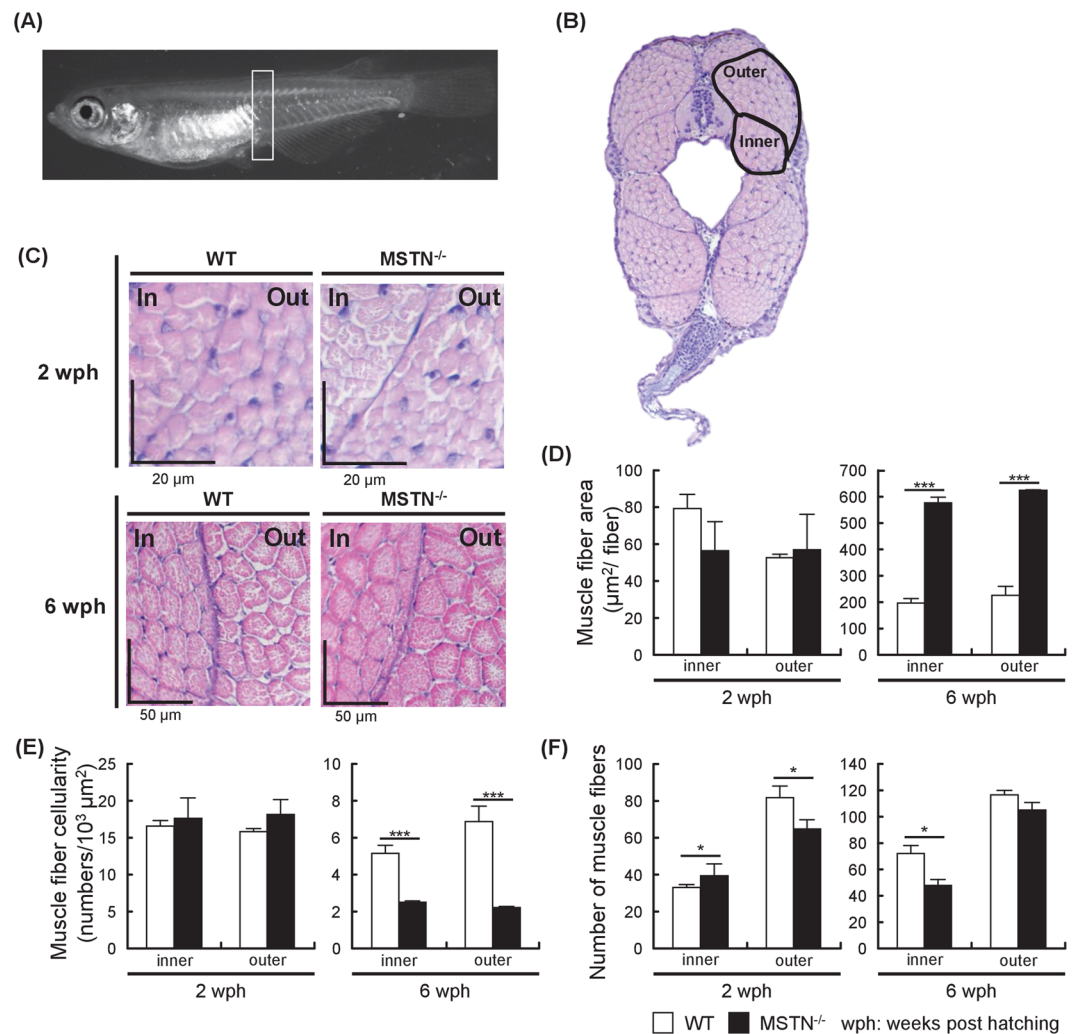 (A)
(B)
Outer
Inner
(C)
WT
MSTN-/-
In Out In Out
2 wph
20 μm 20 μm
WT
MSTN-/-
In Out In Out
6 wph
50 μm 50 μm
(D)
Muscle fiber area
(μm2/ fiber)
100
80
60
40
20
0
inner outer
2 wph
700
600
500
400
300
200
100
0
*** ***
inner outer
6 wph
(E)
Muscle fiber cellularity
(numbers/103 μm2)
25
20
15
10
5
0
inner outer
2 wph
10
8
6
4
2
0
*** ***
inner outer
6 wph
(F)
Number of muscle fibers
100
80
60
40
20
0
* *
inner outer
2 wph
140
120
100
80
60
40
20
0
*
inner outer
6 wph
WT MSTN-/- wph: weeks post hatching